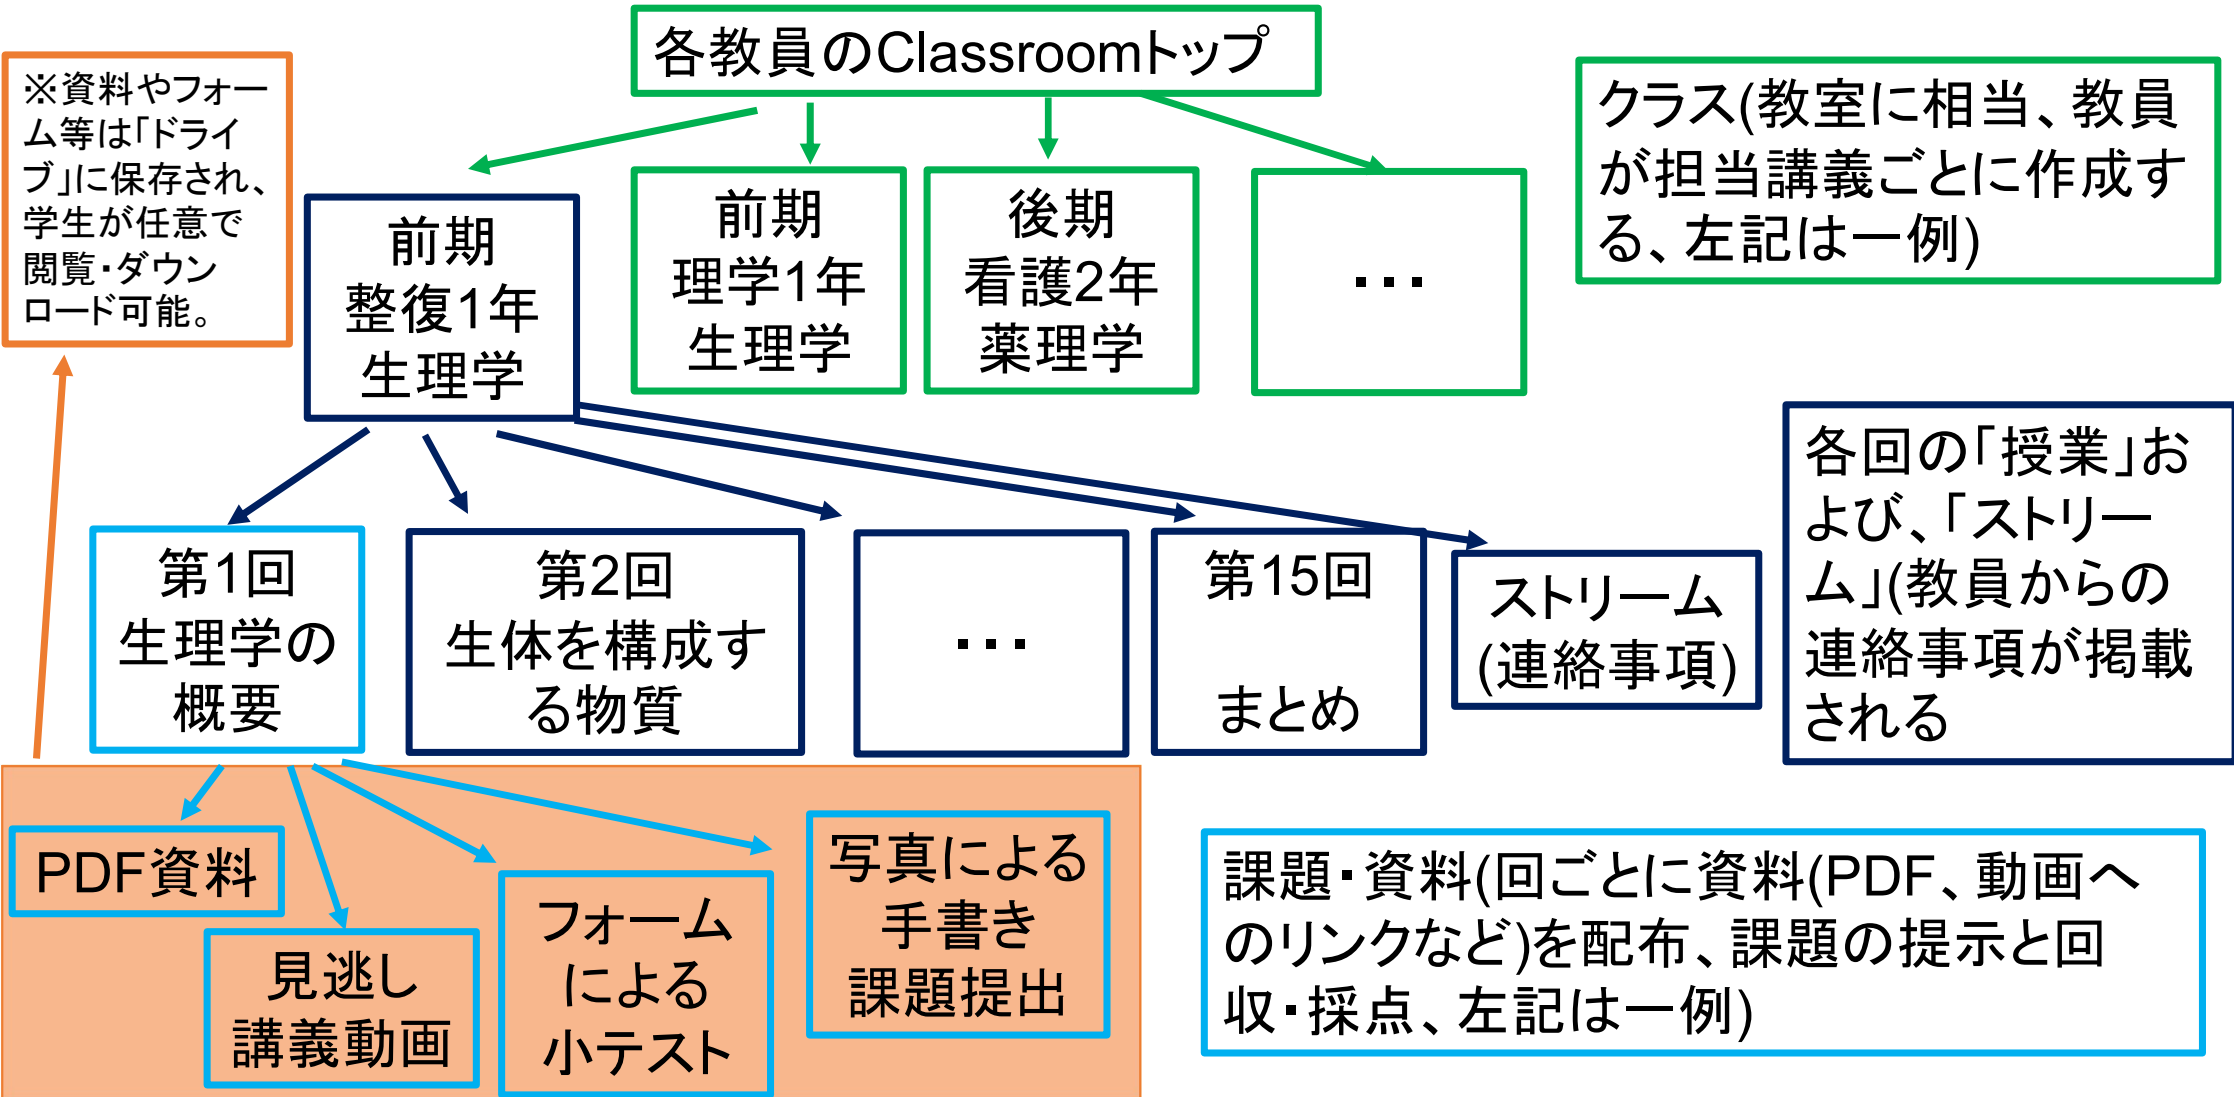 各教員のClassroomトップ
※資料やフォー
ム等は「ドライ
ブ」に保存され、
学生が任意で
閲覧・ダウン
ロード可能。
クラス(教室に相当、教員
が担当講義ごとに作成す
る、左記は一例)
前期
整復1年
生理学
前期
理学1年
生理学
後期
看護2年
薬理学
…
各回の「授業」お
よび、「ストリー
ム」(教員からの
連絡事項が掲載
される
第1回
生理学の
概要
第2回
生体を構成す
る物質
…
第15回
まとめ
ストリーム
(連絡事項)
PDF資料
見逃し
講義動画
フォーム
による
小テスト
写真による
手書き
課題提出
課題・資料(回ごとに資料(PDF、動画へ
のリンクなど)を配布、課題の提示と回
収・採点、左記は一例)